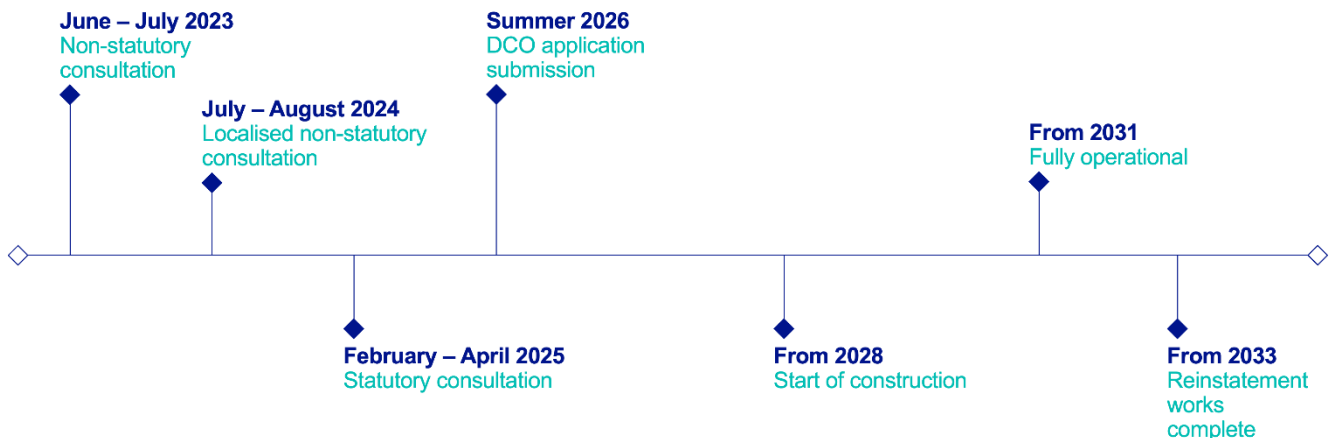 June – July 2023
Non-statutory
consultation
July – August 2024
Localised non-statutory
consultation
February – April 2025
Statutory consultation
Summer 2026
DCO application
submission
From 2028
Start of construction
From 2031
Fully operational
From 2033
Reinstatement
works
complete